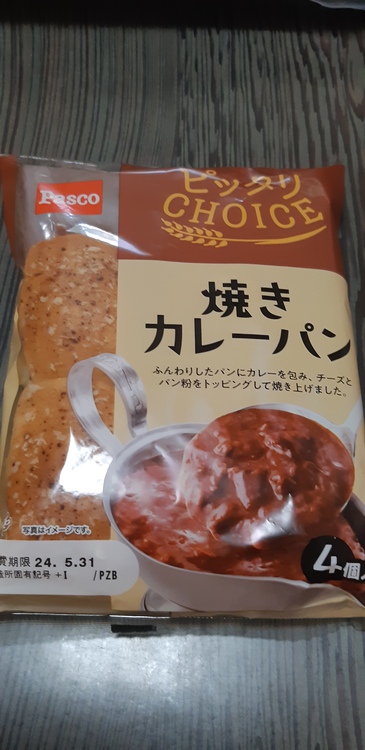 Pasco
ピッタリ
CHOICE
焼き
カレーパン
ふんわりしたパンにカレーを包み、チーズと
パン粉をトッピングして焼き上げました。
写真はイメージです。
賞期限 24. 5.31
造所固有記号 +I /PZB
4個